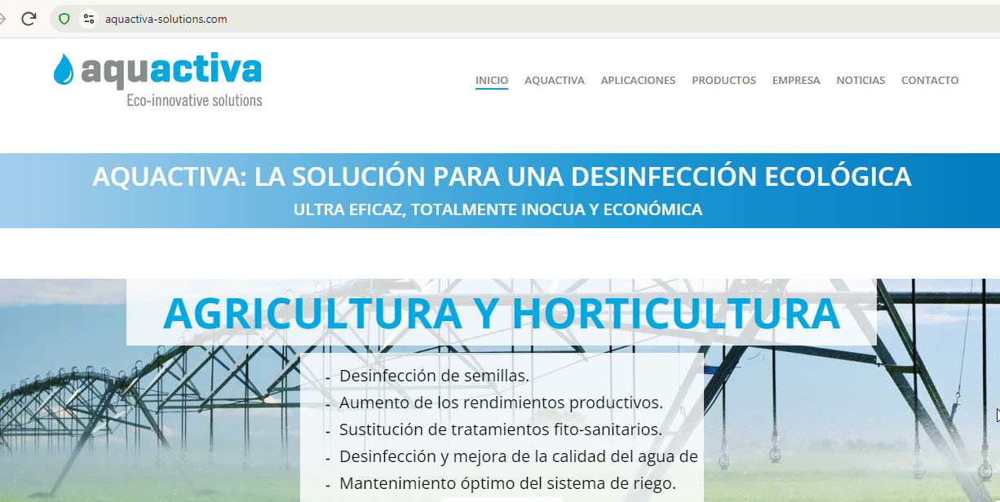 aquactiva-solutions.com
aquactiva
Eco-innovative solutions
INICIO AQUACTIVA APLICACIONES PRODUCTOS EMPRESA NOTICIAS CONTACTO
AQUACTIVA: LA SOLUCIÓN PARA UNA DESINFECCIÓN ECOLÓGICA
ULTRA EFICAZ, TOTALMENTE INOCUA Y ECONÓMICA
AGRICULTURA Y HORTICULTURA
- Desinfección de semillas.
- Aumento de los rendimientos productivos.
- Sustitución de tratamientos fito-sanitarios.
- Desinfección y mejora de la calidad del agua de
- Mantenimiento óptimo del sistema de riego.